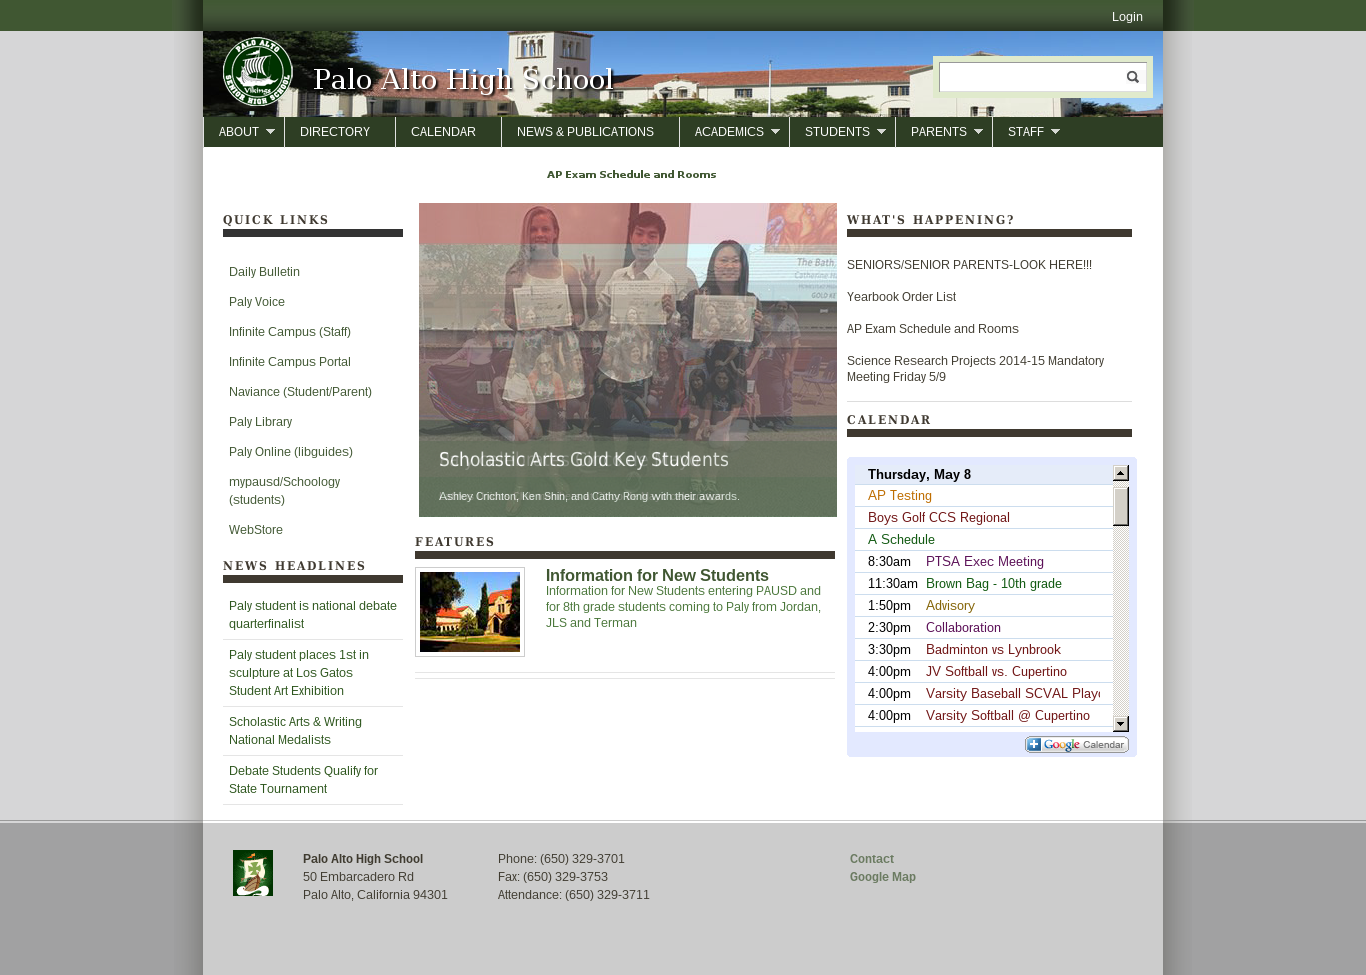 Login
PALO ALTO
Vikings
SENIOR HIGH SCHOOL
Palo Alto High School
ABOUT DIRECTORY CALENDAR NEWS & PUBLICATIONS ACADEMICS STUDENTS PARENTS STAFF
AP Exam Schedule and Rooms
QUICK LINKS
Daily Bulletin
Paly Voice
Infinite Campus (Staff)
Infinite Campus Portal
Naviance (Student/Parent)
Paly Library
Paly Online (libguides)
mypausd/Schoology
(students)
WebStore
NEWS HEADLINES
Paly student is national debate
quarterfinalist
Paly student places 1st in
sculpture at Los Gatos
Student Art Exhibition
Scholastic Arts & Writing
National Medalists
Debate Students Qualify for
State Tournament
The Bath,
Scholastic Arts Gold Key Students
Ashley Crichton, Ken Shin, and Cathy Rong with their awards.
FEATURES
Information for New Students
Information for New Students entering PAUSD and
for 8th grade students coming to Paly from Jordan,
JLS and Terman
WHAT'S HAPPENING?
SENIORS/SENIOR PARENTS-LOOK HERE!!!
Yearbook Order List
AP Exam Schedule and Rooms
Science Research Projects 2014-15 Mandatory
Meeting Friday 5/9
CALENDAR
Thursday, May 8
AP Testing
Boys Golf CCS Regional
A Schedule
8:30am PTSA Exec Meeting
11:30am Brown Bag - 10th grade
1:50pm Advisory
2:30pm Collaboration
3:30pm Badminton vs Lynbrook
4:00pm JV Softball vs. Cupertino
4:00pm Varsity Baseball SCVAL Playo
4:00pm Varsity Softball @ Cupertino
Google Calendar
Palo Alto High School
50 Embarcadero Rd
Palo Alto, California 94301
Phone: (650) 329-3701
Fax: (650) 329-3753
Attendance: (650) 329-3711
Contact
Google Map